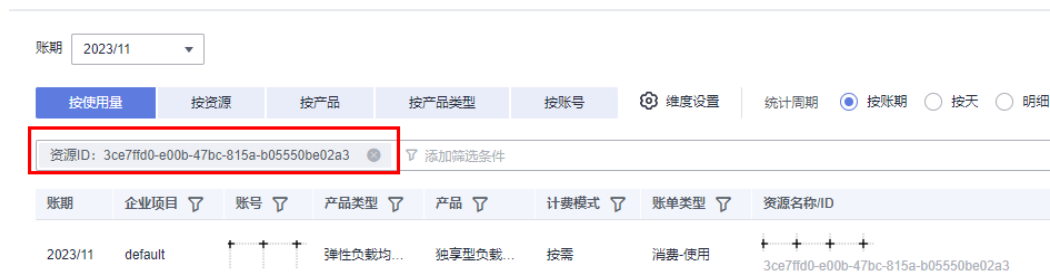 账期 2023/11
按使用量 按资源 按产品 按产品类型 按账号 维度设置 统计周期 按账期 按天 明细
资源ID: 3ce7ffd0-e00b-47bc-815a-b05550be02a3 添加筛选条件
账期 企业项目 账号 产品类型 产品 计费模式 账单类型 资源名称/ID
2023/11 default 弹性负载均... 独享型负载... 按需 消费-使用
3ce7ffd0-e00b-47bc-815a-b05550be02a3